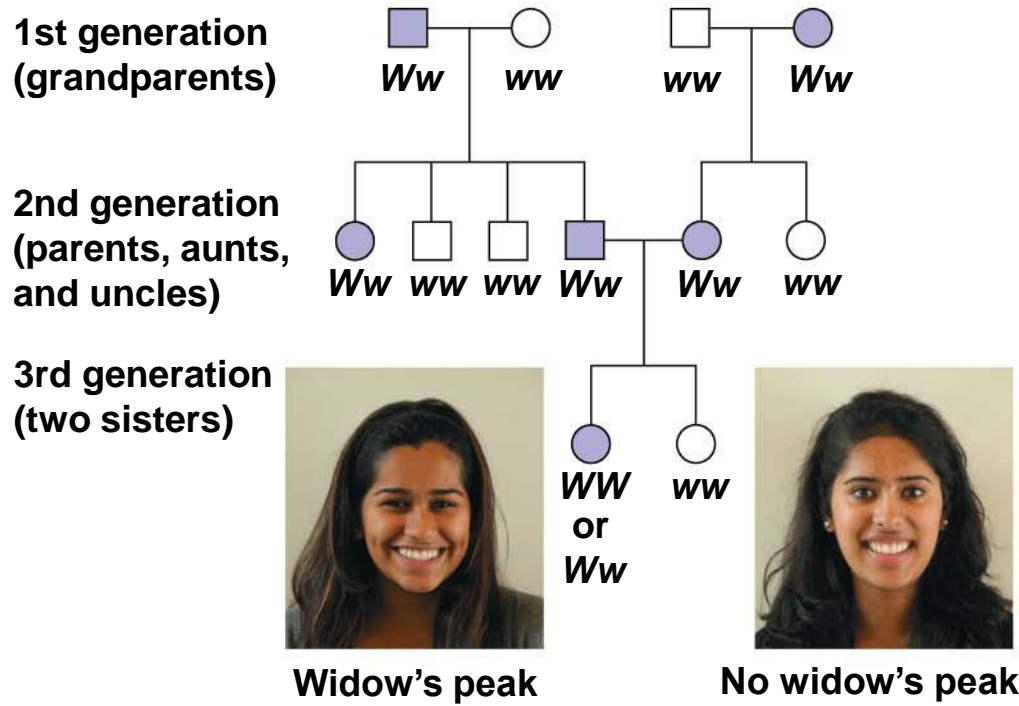 1st generation
(grandparents)
Ww ww ww Ww
2nd generation
(parents, aunts,
and uncles)
Ww ww ww Ww Ww ww
3rd generation
(two sisters)
WW ww
or
Ww
Widow’s peak
No widow’s peak